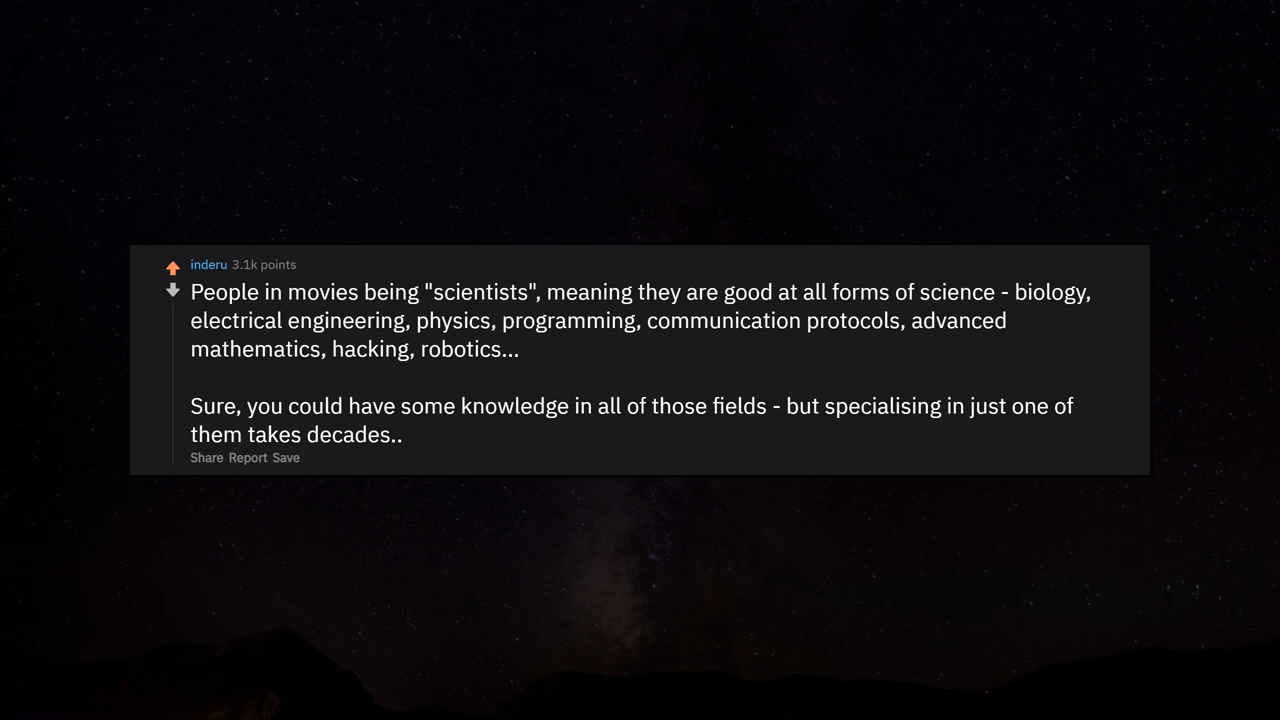 inderu 3.1k points
People in movies being "scientists", meaning they are good at all forms of science - biology,
electrical engineering, physics, programming, communication protocols, advanced
mathematics, hacking, robotics...
Sure, you could have some knowledge in all of those fields - but specialising in just one of
them takes decades..
Share Report Save